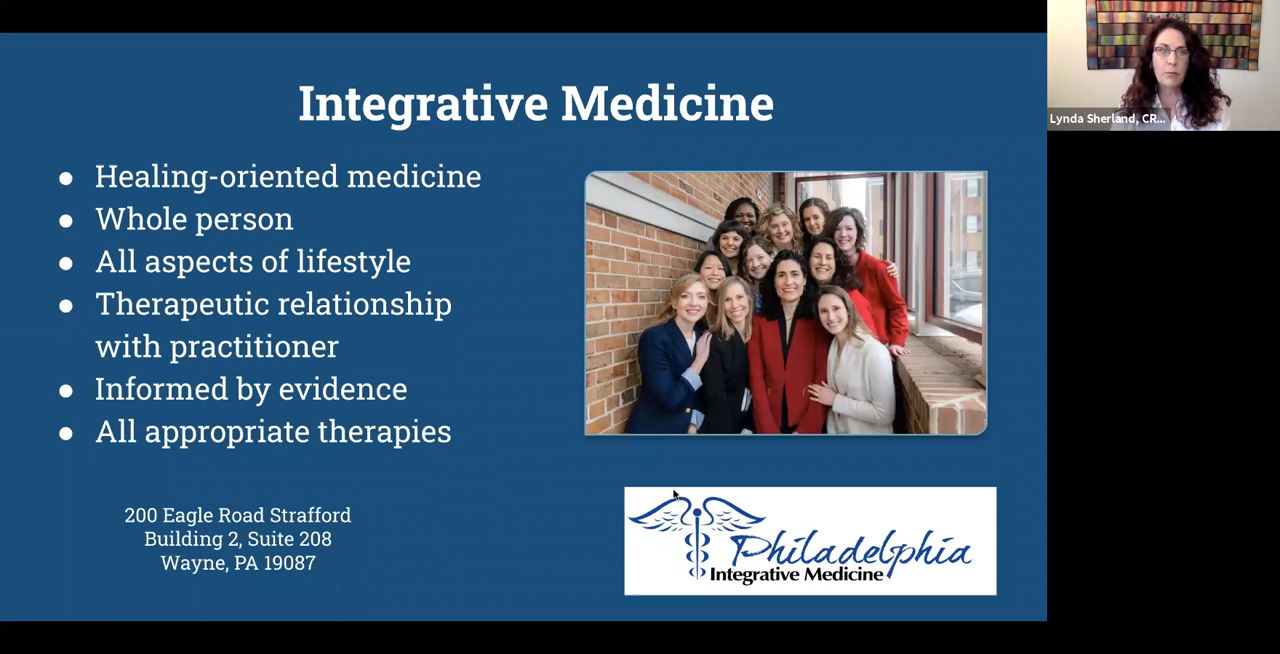 Integrative Medicine
Lynda Sherland, CR...
● Healing-oriented medicine
● Whole person
● All aspects of lifestyle
● Therapeutic relationship
with practitioner
● Informed by evidence
● All appropriate therapies
200 Eagle Road Strafford
Building 2, Suite 208
Wayne, PA 19087
Philadelphia
Integrative Medicine